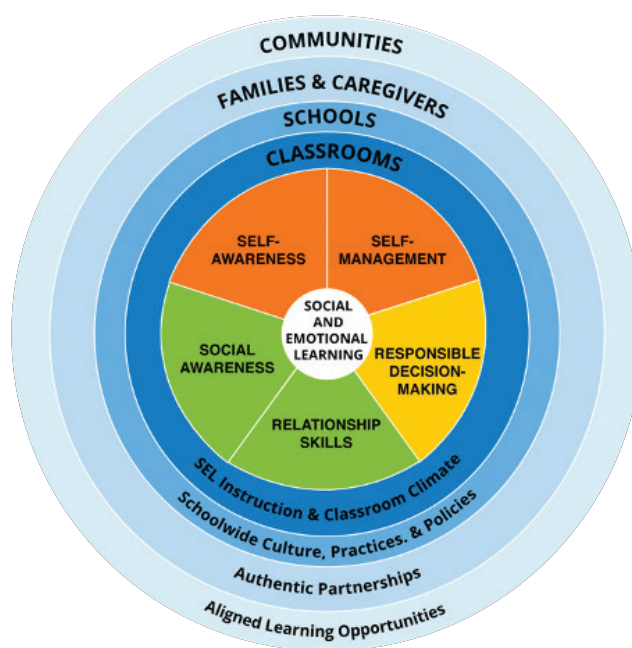 COMMUNITIES
FAMILIES & CAREGIVERS
SCHOOLS
CLASSROOMS
SELF-
AWARENESS
SELF-
MANAGEMENT
SOCIAL
AND
EMOTIONAL
LEARNING
SOCIAL
AWARENESS
RESPONSIBLE
DECISION-
MAKING
RELATIONSHIP
SKILLS
SEL Instruction & Classroom Climate
Schoolwide Culture, Practices. & Policies
Authentic Partnerships
Aligned Learning Opportunities